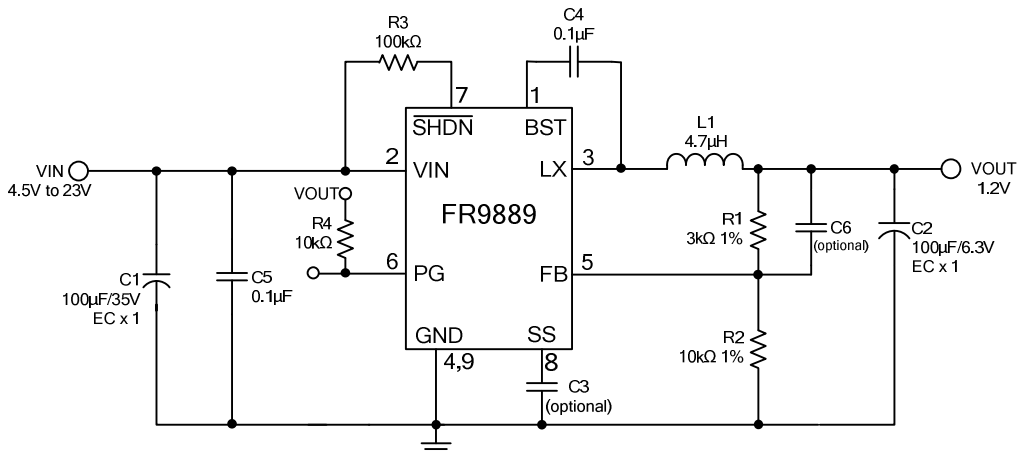 R3
100kΩ
C4
0.1μF
7
1
SHDN
BST
L1
4.7μH
VIN
4.5V to 23V
2
VIN
LX
3
VOUT
1.2V
VOUT
R4
10kΩ
FR9889
R1
3kΩ 1%
C6
(optional)
C2
100μF/6.3V
EC x 1
6
PG
FB
5
C1
100μF/35V
EC x 1
C5
0.1μF
GND
SS
4,9
8
R2
10kΩ 1%
C3
(optional)